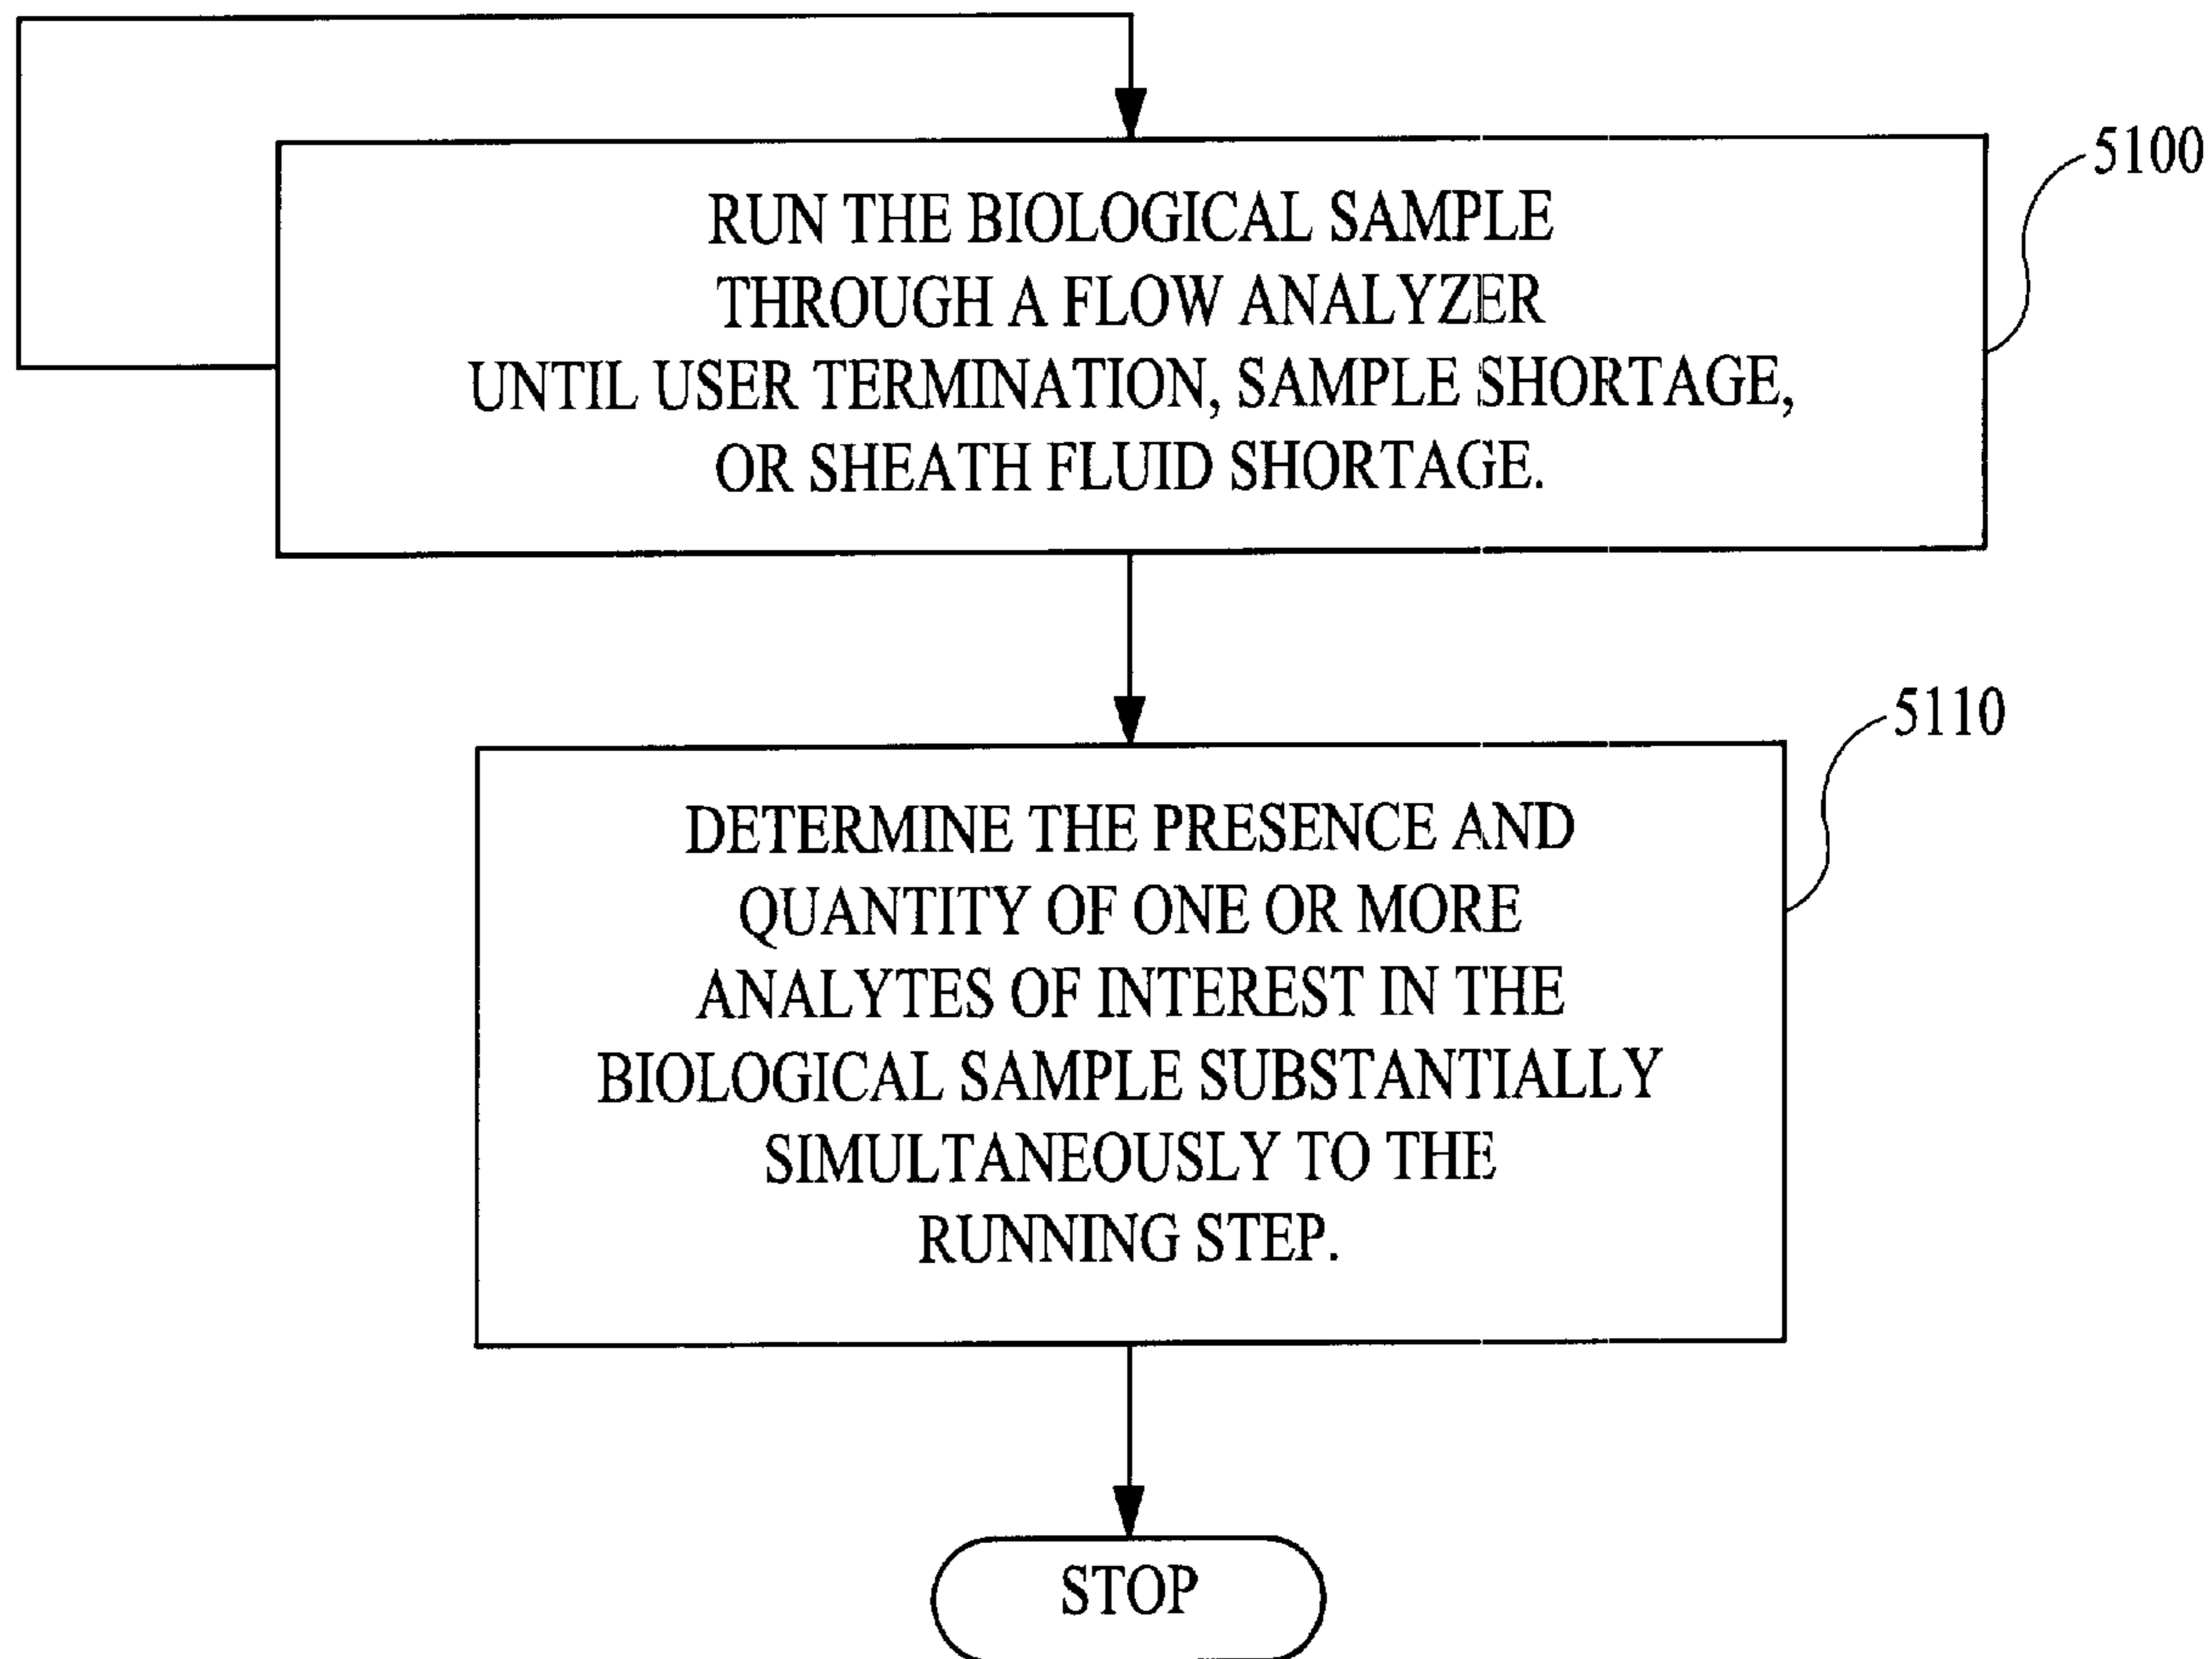 5100
RUN THE BIOLOGICAL SAMPLE
THROUGH A FLOW ANALYZER
UNTIL USER TERMINATION, SAMPLE SHORTAGE,
OR SHEATH FLUID SHORTAGE.
5110
DETERMINE THE PRESENCE AND
QUANTITY OF ONE OR MORE
ANALYTES OF INTEREST IN THE
BIOLOGICAL SAMPLE SUBSTANTIALLY
SIMULTANEOUSLY TO THE
RUNNING STEP.
STOP